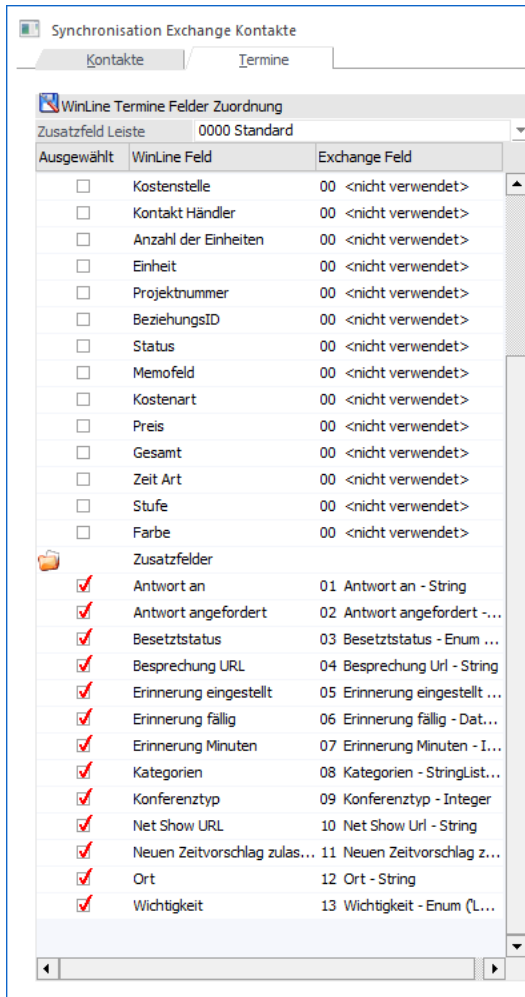 Synchronisation Exchange Kontakte
Kontakte Termine
WinLine Termine Felder Zuordnung
Zusatzfeld Leiste 0000 Standard
Ausgewählt WinLine Feld Exchange Feld
Kostenstelle 00 <nicht verwendet>
Kontakt Händler 00 <nicht verwendet>
Anzahl der Einheiten 00 <nicht verwendet>
Einheit 00 <nicht verwendet>
Projektnummer 00 <nicht verwendet>
BeziehungsID 00 <nicht verwendet>
Status 00 <nicht verwendet>
Memofeld 00 <nicht verwendet>
Kostenart 00 <nicht verwendet>
Preis 00 <nicht verwendet>
Gesamt 00 <nicht verwendet>
Zeit Art 00 <nicht verwendet>
Stufe 00 <nicht verwendet>
Farbe 00 <nicht verwendet>
Zusatzfelder
Antwort an 01 Antwort an - String
Antwort angefordert 02 Antwort angefordert -...
Besetztstatus 03 Besetztstatus - Enum ...
Besprechung URL 04 Besprechung Url - String
Erinnerung eingestellt 05 Erinnerung eingestellt ...
Erinnerung fällig 06 Erinnerung fällig - Dat...
Erinnerung Minuten 07 Erinnerung Minuten - I...
Kategorien 08 Kategorien - StringList...
Konferenztyp 09 Konferenztyp - Integer
Net Show URL 10 Net Show Url - String
Neuen Zeitvorschlag zulas... 11 Neuen Zeitvorschlag z...
Ort 12 Ort - String
Wichtigkeit 13 Wichtigkeit - Enum ('L...